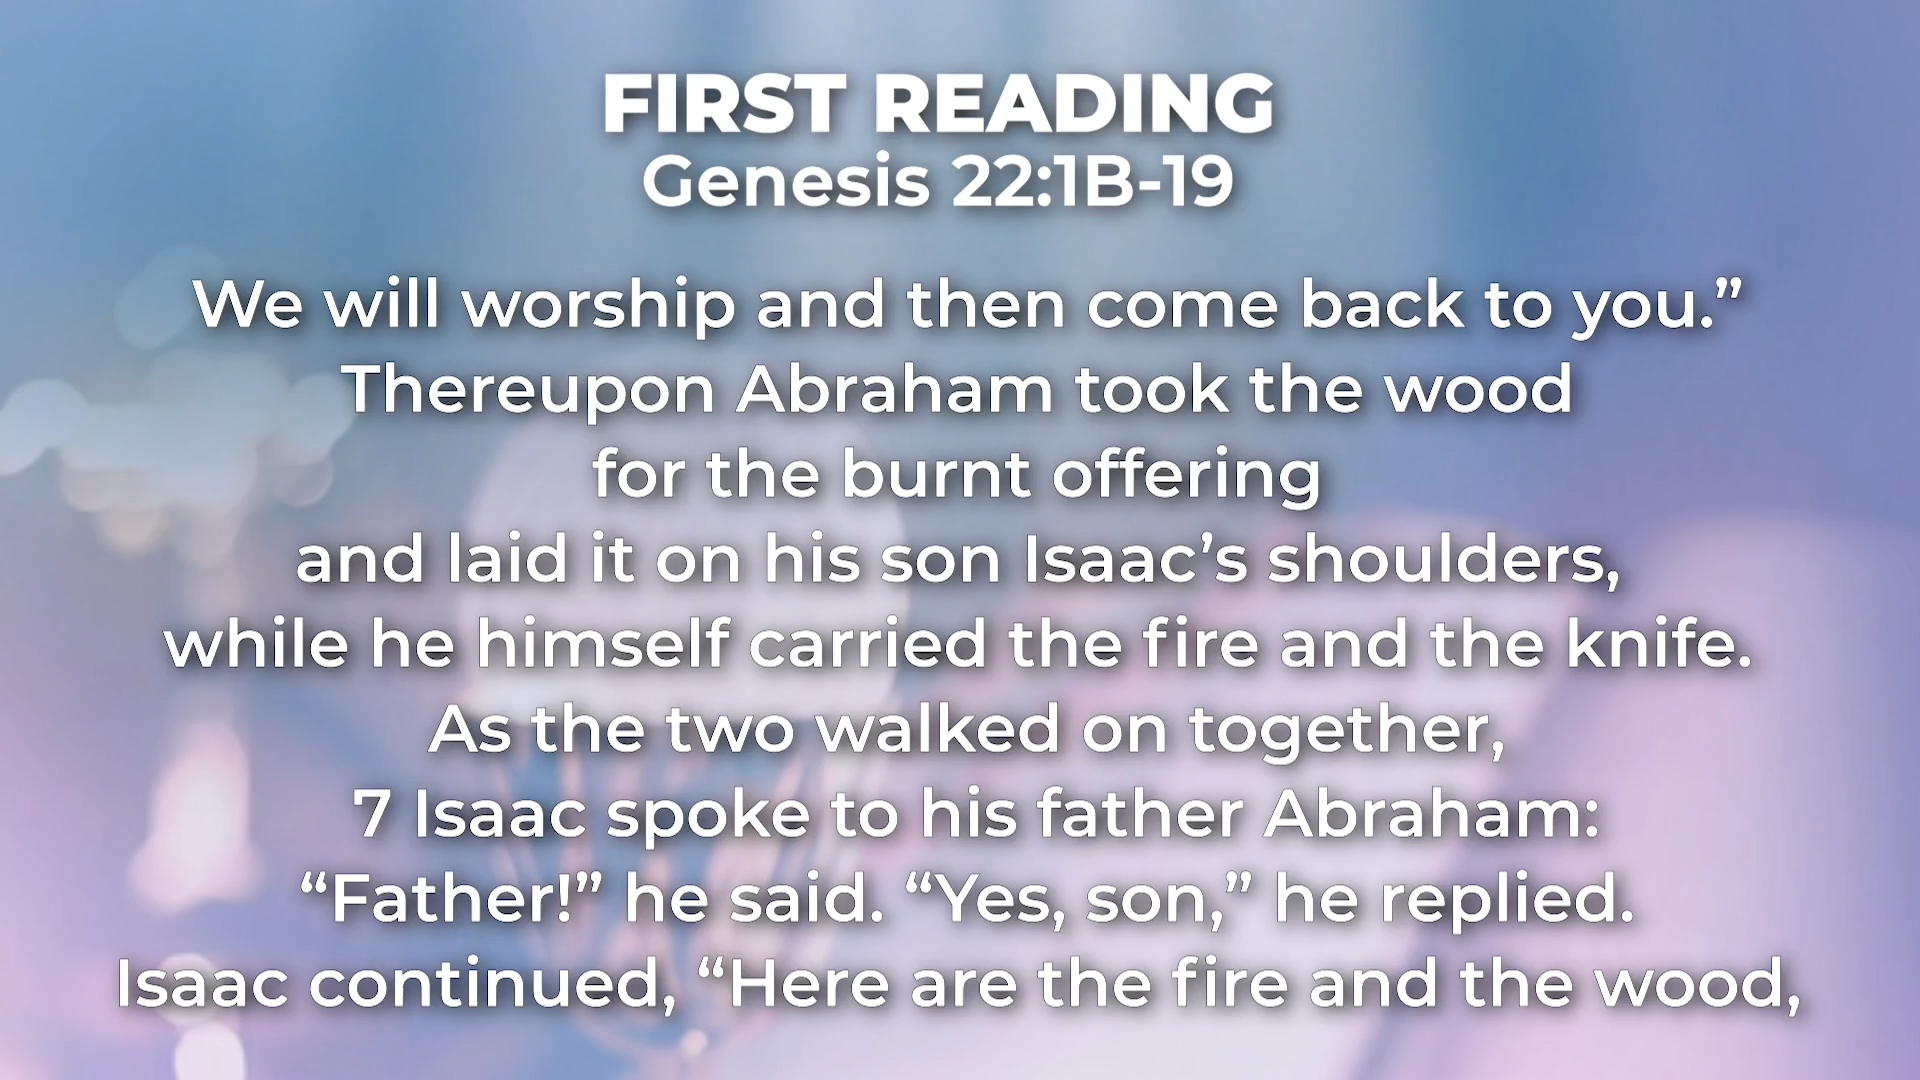 FIRST READING
Genesis 22:1B-19
We will worship and then come back to you.”
Thereupon Abraham took the wood
for the burnt offering
and laid it on his son Isaac’s shoulders,
while he himself carried the fire and the knife.
As the two walked on together,
7 Isaac spoke to his father Abraham:
“Father!” he said. “Yes, son,” he replied.
Isaac continued, “Here are the fire and the wood,